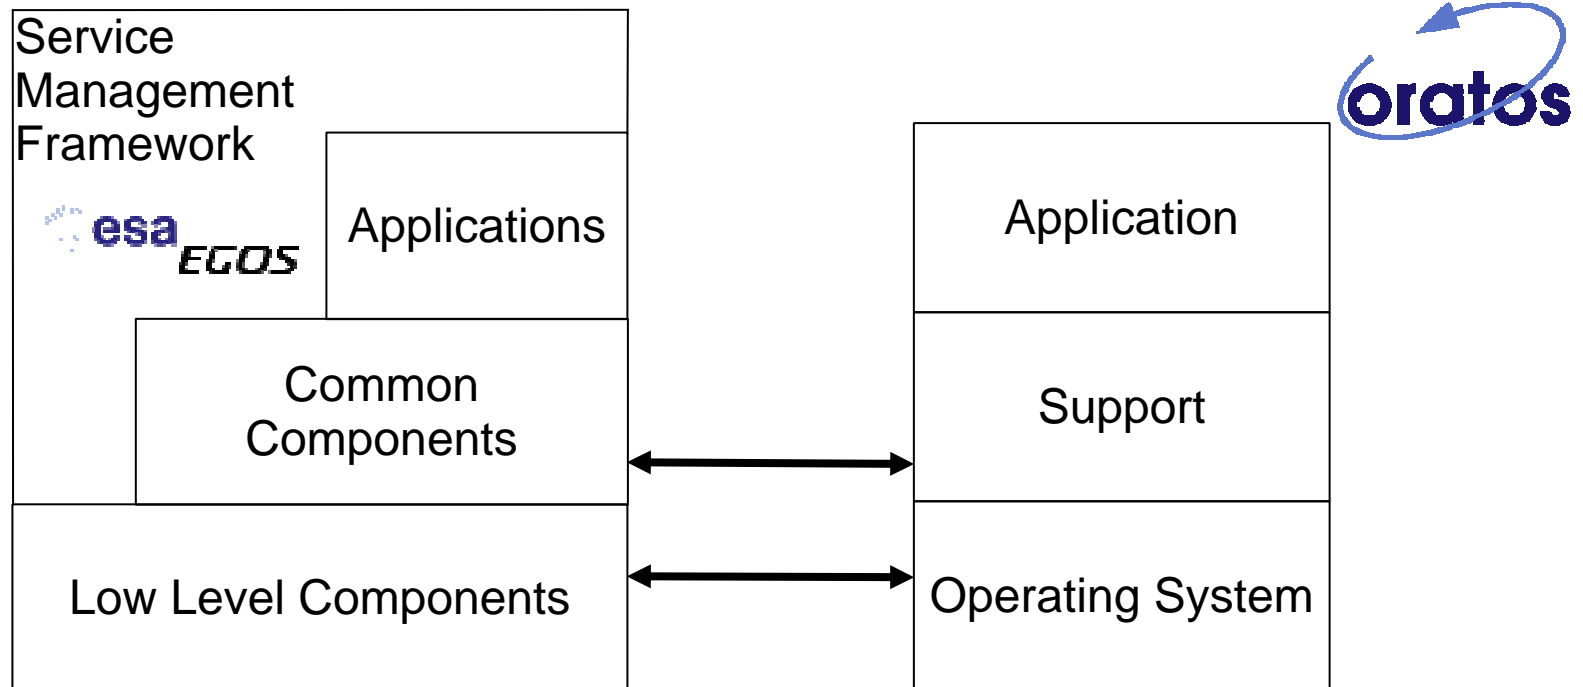 Service
Management
Framework
esa
EGOS
Applications
Common
Components
Low Level Components
oratos
Application
Support
Operating System